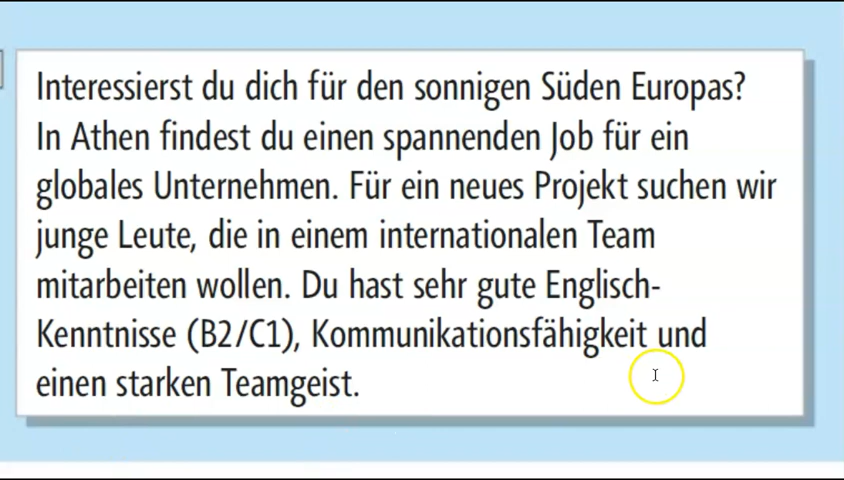 Interessierst du dich für den sonnigen Süden Europas?
In Athen findest du einen spannenden Job für ein
globales Unternehmen. Für ein neues Projekt suchen wir
junge Leute, die in einem internationalen Team
mitarbeiten wollen. Du hast sehr gute Englisch-
Kenntnisse (B2/C1), Kommunikationsfähigkeit und
einen starken Teamgeist.